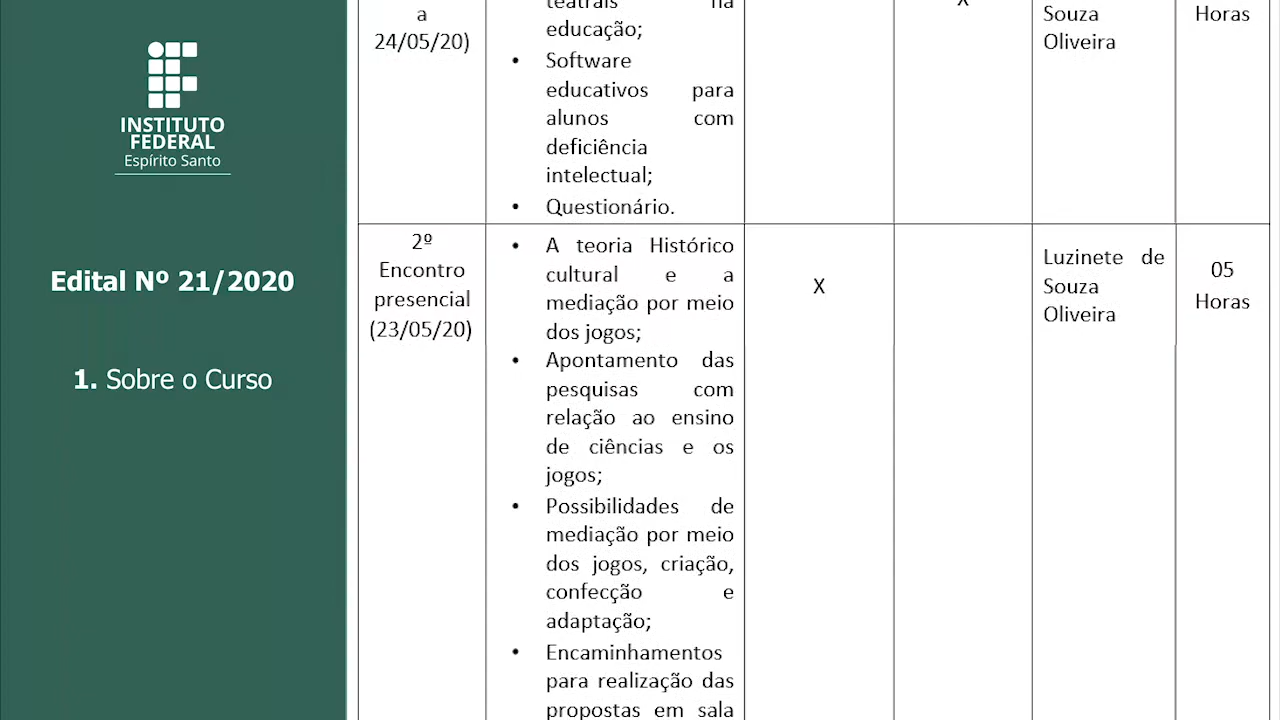 INSTITUTO
FEDERAL
Espírito Santo
Edital Nº 21/2020
1. Sobre o Curso
a
24/05/20)
teatrais na
educação;
• Software
educativos para
alunos com
deficiência
intelectual;
• Questionário.
X
Souza
Oliveira
Horas
2º
Encontro
presencial
(23/05/20)
• A teoria Histórico
cultural e a
mediação por meio
dos jogos;
• Apontamento das
pesquisas com
relação ao ensino
de ciências e os
jogos;
• Possibilidades de
mediação por meio
dos jogos, criação,
confecção e
adaptação;
• Encaminhamentos
para realização das
propostas em sala
X
Luzinete de
Souza
Oliveira
05
Horas